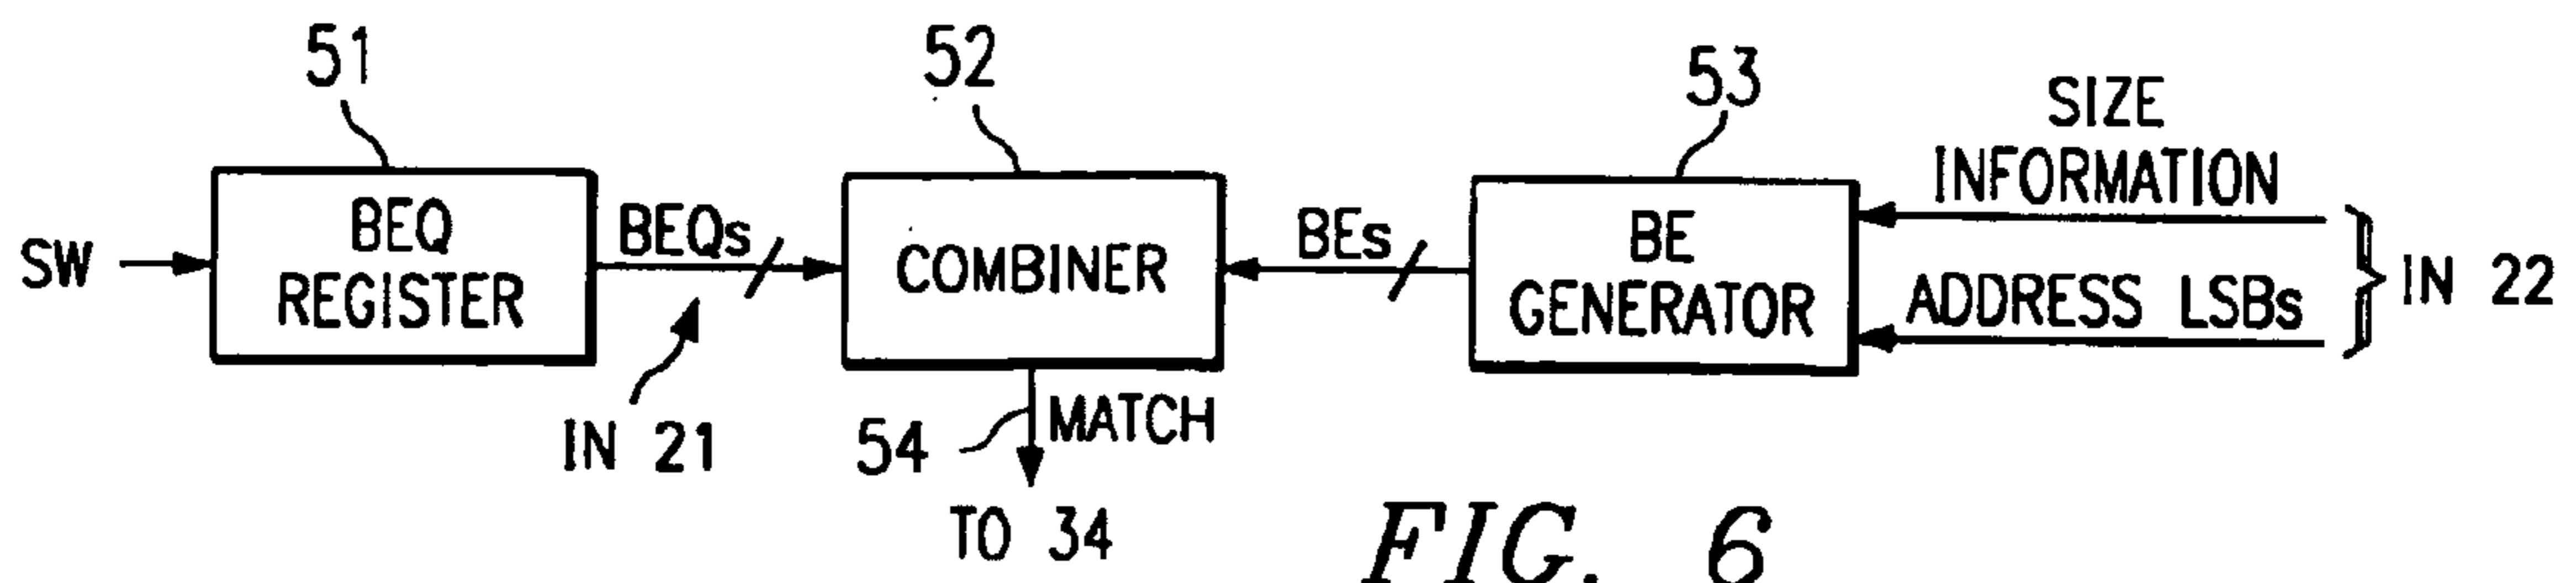 51
52
53
SIZE
INFORMATION
BEQ
REGISTER
BEQs
COMBINER
BEs
BE
GENERATOR
SW
ADDRESS LSBs
IN 22
IN 21
54
MATCH
TO 34
FIG. 6